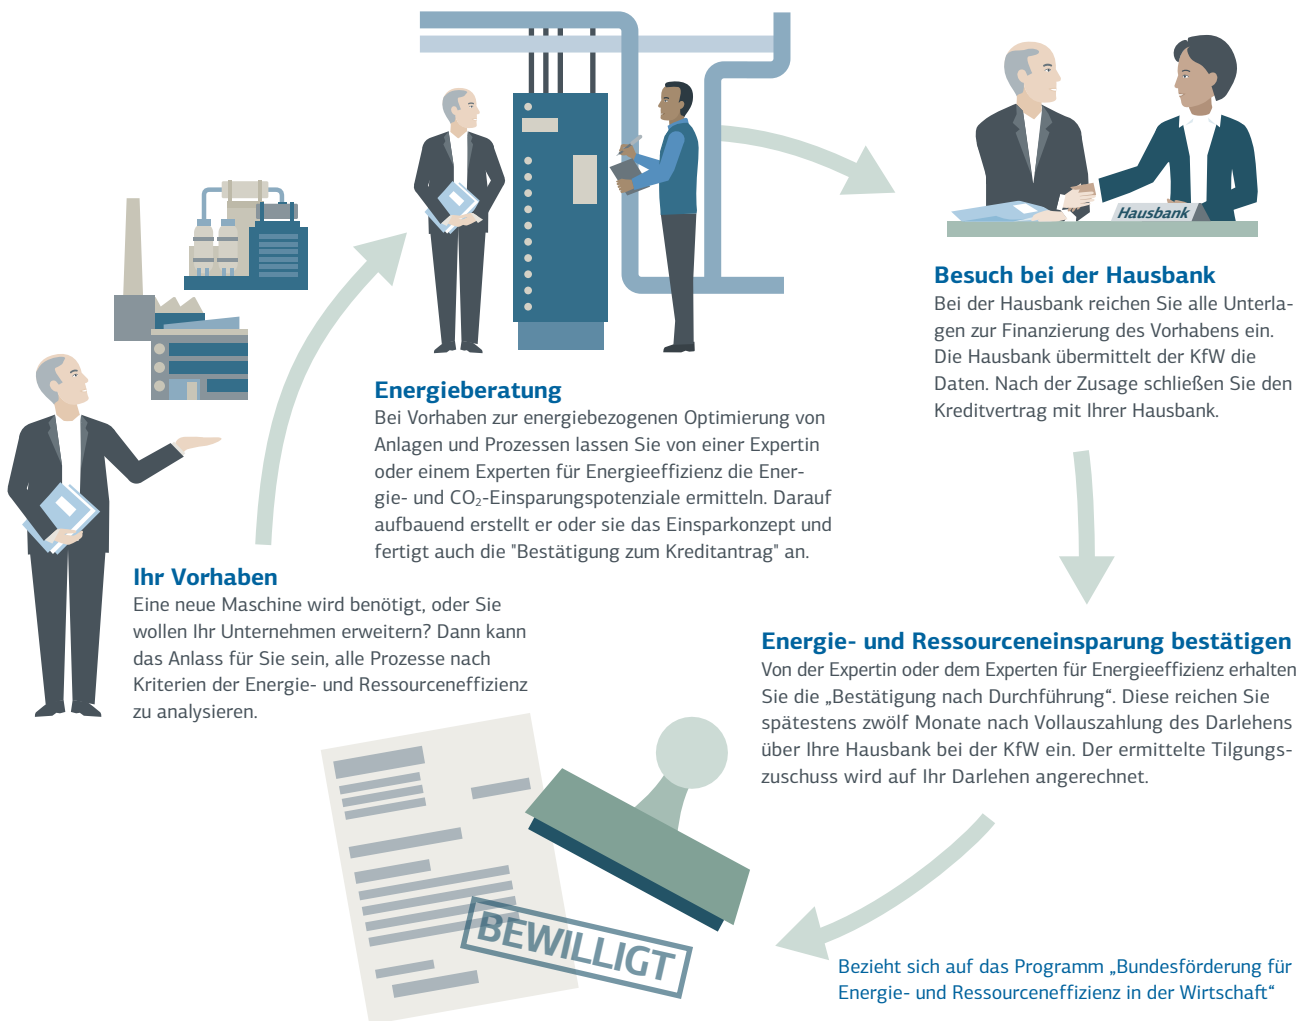 Ihr Vorhaben
Eine neue Maschine wird benötigt, oder Sie
wollen Ihr Unternehmen erweitern? Dann kann
das Anlass für Sie sein, alle Prozesse nach
Kriterien der Energie- und Ressourceneffizienz
zu analysieren.
Energieberatung
Bei Vorhaben zur energiebezogenen Optimierung von
Anlagen und Prozessen lassen Sie von einer Expertin
oder einem Experten für Energieeffizienz die Ener-
gie- und CO₂-Einsparungspotenziale ermitteln. Darauf
aufbauend erstellt er oder sie das Einsparkonzept und
fertigt auch die "Bestätigung zum Kreditantrag" an.
Hausbank
Besuch bei der Hausbank
Bei der Hausbank reichen Sie alle Unterla-
gen zur Finanzierung des Vorhabens ein.
Die Hausbank übermittelt der KfW die
Daten. Nach der Zusage schließen Sie den
Kreditvertrag mit Ihrer Hausbank.
Energie- und Ressourceneinsparung bestätigen
Von der Expertin oder dem Experten für Energieeffizienz erhalten
Sie die „Bestätigung nach Durchführung“. Diese reichen Sie
spätestens zwölf Monate nach Vollauszahlung des Darlehens
über Ihre Hausbank bei der KfW ein. Der ermittelte Tilgungs-
zuschuss wird auf Ihr Darlehen angerechnet.
BEWILLIGT
Bezieht sich auf das Programm „Bundesförderung für
Energie- und Ressourceneffizienz in der Wirtschaft“